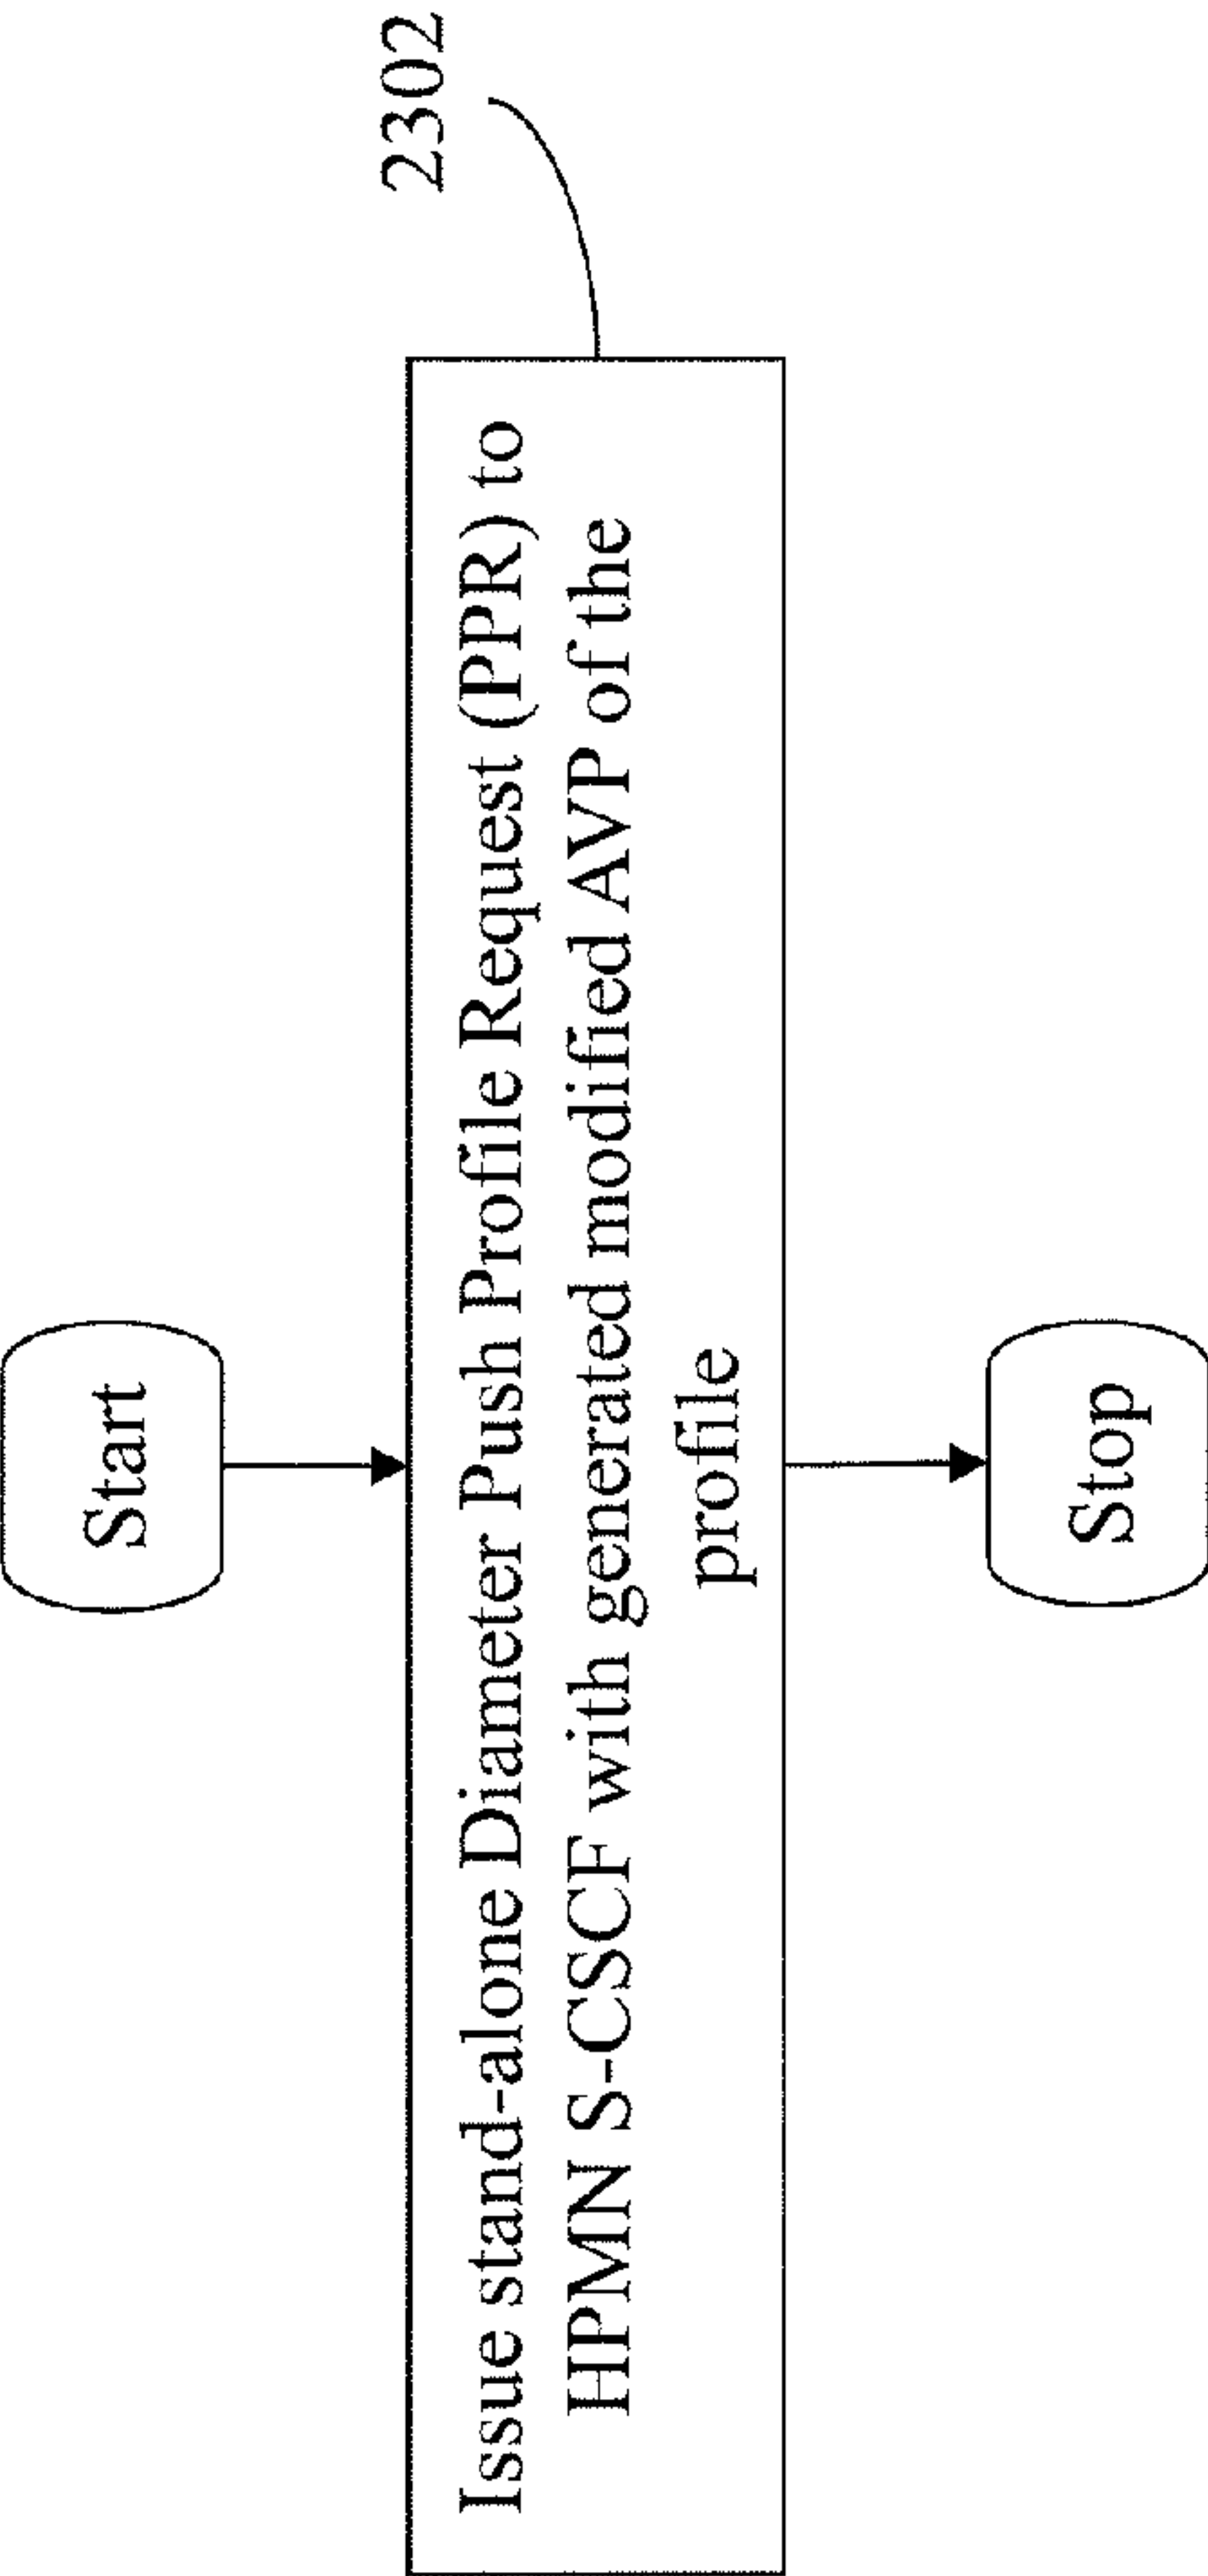 Start
2302
Issue stand-alone Diameter Push Profile Request (PPR) to
HPMN S-CSCF with generated modified AVP of the
profile
Stop